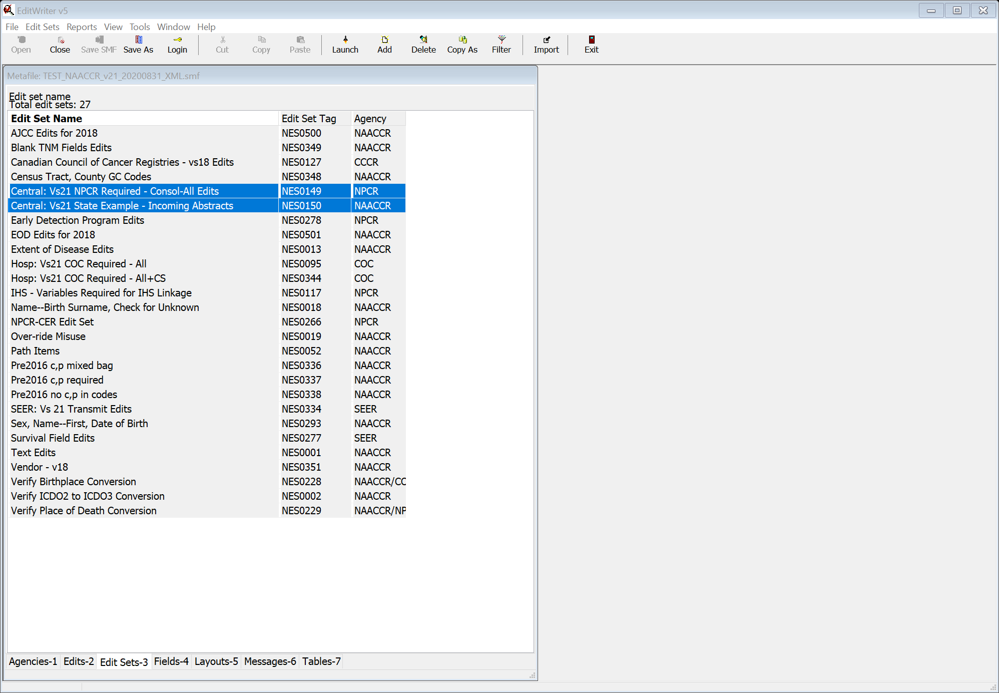 EditWriter v5
File Edit Sets Reports View Tools Window Help
Open Close Save SMF Save As Login Cut Copy Paste Launch Add Delete Copy As Filter Import Exit
Metafile: TEST_NAACCR_v21_20200831_XML.smf
Edit set name
Total edit sets: 27
Edit Set Name Edit Set Tag Agency
AJCC Edits for 2018 NES0500 NAACCR
Blank TNM Fields Edits NES0349 NAACCR
Canadian Council of Cancer Registries - vs18 Edits NES0127 CCCR
Census Tract, County GC Codes NES0348 NAACCR
Central: Vs21 NPCR Required - Consol-All Edits NES0149 NPCR
Central: Vs21 State Example - Incoming Abstracts NES0150 NAACCR
Early Detection Program Edits NES0278 NPCR
EOD Edits for 2018 NES0501 NAACCR
Extent of Disease Edits NES0013 NAACCR
Hosp: Vs21 COC Required - All NES0095 COC
Hosp: Vs21 COC Required - All+CS NES0344 COC
IHS - Variables Required for IHS Linkage NES0117 NPCR
Name--Birth Surname, Check for Unknown NES0018 NAACCR
NPCR-CER Edit Set NES0266 NPCR
Over-ride Misuse NES0019 NAACCR
Path Items NES0052 NAACCR
Pre2016 c,p mixed bag NES0336 NAACCR
Pre2016 c,p required NES0337 NAACCR
Pre2016 no c,p in codes NES0338 NAACCR
SEER: Vs 21 Transmit Edits NES0334 SEER
Sex, Name--First, Date of Birth NES0293 NAACCR
Survival Field Edits NES0277 SEER
Text Edits NES0001 NAACCR
Vendor - v18 NES0351 NAACCR
Verify Birthplace Conversion NES0228 NAACCR/CO
Verify ICDO2 to ICDO3 Conversion NES0002 NAACCR
Verify Place of Death Conversion NES0229 NAACCR/NP
Agencies-1 Edits-2 Edit Sets-3 Fields-4 Layouts-5 Messages-6 Tables-7